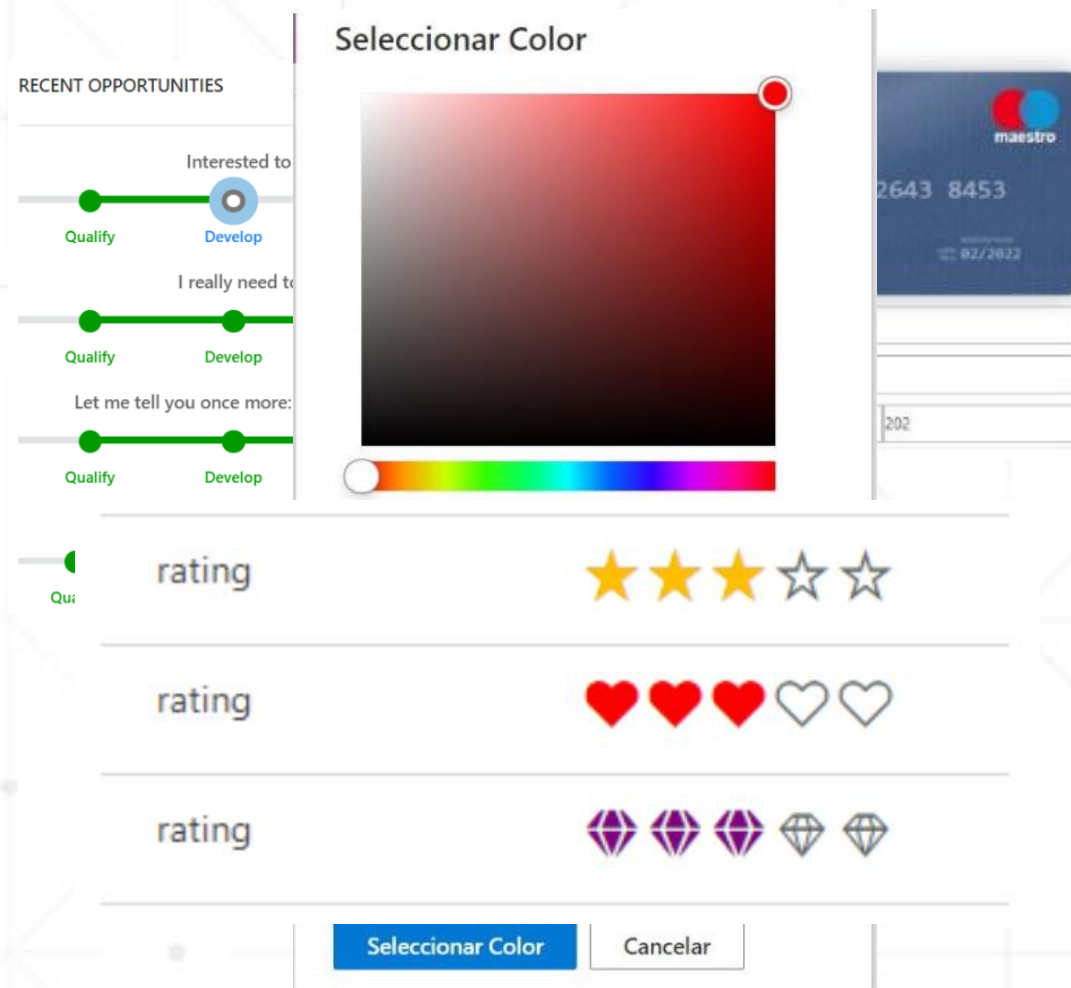 Seleccionar Color
RECENT OPPORTUNITIES
Interested to
Qualify Develop
I really need to
Qualify Develop
Let me tell you once more:
Qualify Develop
Qua
maestro
2643 8453
02/2022
202
rating
rating
rating
Seleccionar Color Cancelar